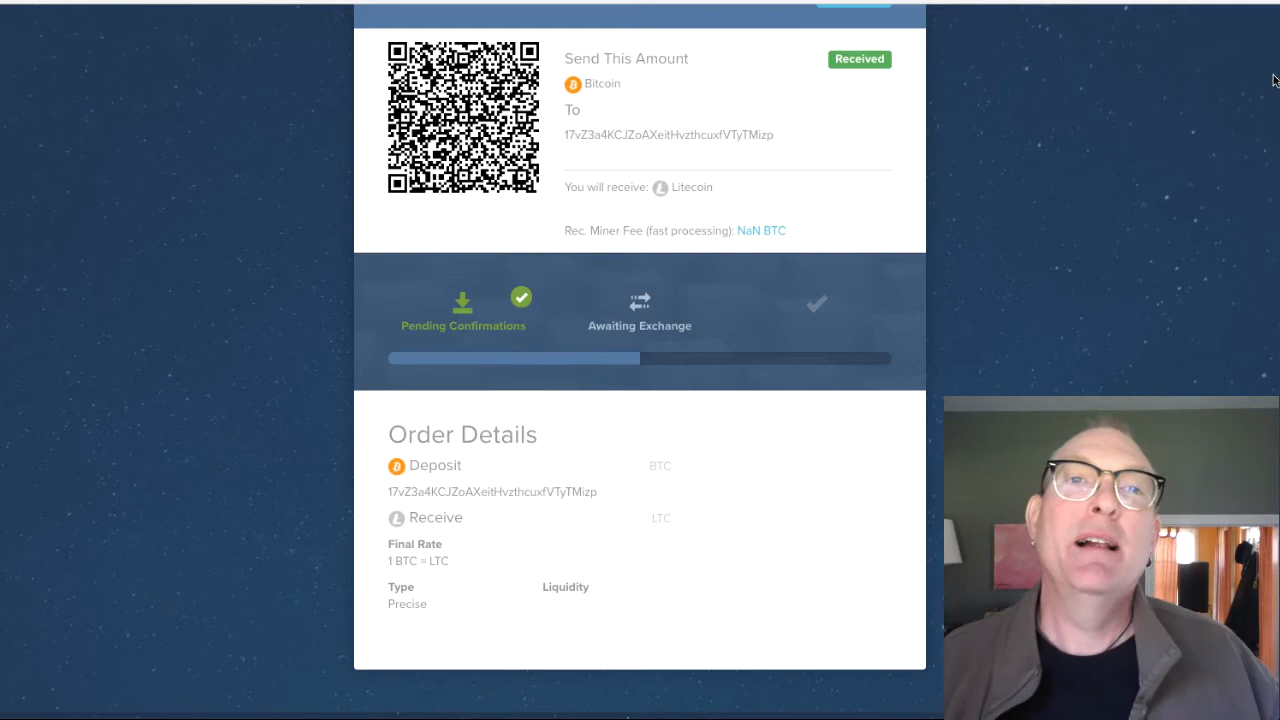 Send This Amount
Received
Bitcoin
To
17vZ3a4KCJZoAXeitHvzthcuxfVTyTMizp
You will receive: Litecoin
Rec. Miner Fee (fast processing): NaN BTC
Pending Confirmations
Awaiting Exchange
Order Details
Deposit BTC
17vZ3a4KCJZoAXeitHvzthcuxfVTyTMizp
Receive LTC
Final Rate
1 BTC = LTC
Type Liquidity
Precise